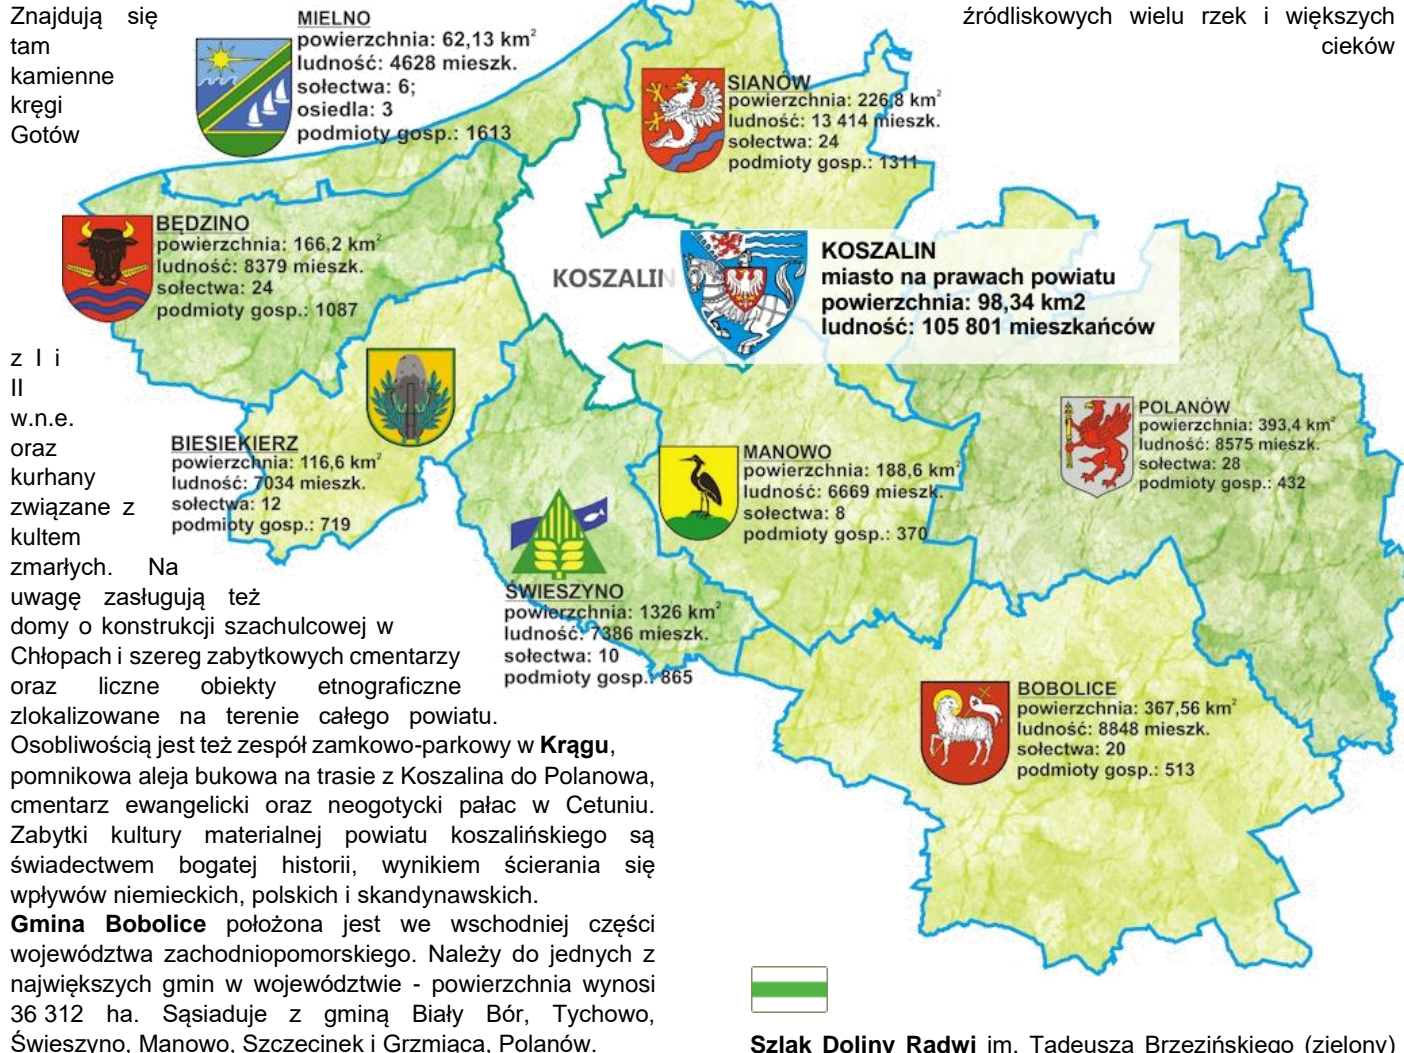 Znajdują się
tam
kamienne
kręgi
Gotów
z I i
II
w.n.e.
oraz
kurhany
związane z
kultem
zmarłych. Na
uwagę zasługują też
domy o konstrukcji szachulcowej w
Chłopach i szereg zabytkowych cmentarzy
oraz liczne obiekty etnograficzne
zlokalizowane na terenie całego powiatu.
Osobliwością jest też zespół zamkowo-parkowy w Krągu,
pomnikowa aleja bukowa na trasie z Koszalina do Polanowa,
cmentarz ewangelicki oraz neogotycki pałac w Cetuniu.
Zabytki kultury materialnej powiatu koszalińskiego są
świadectwem bogatej historii, wynikiem ścierania się
wpływów niemieckich, polskich i skandynawskich.
Gmina Bobolice położona jest we wschodniej części
województwa zachodniopomorskiego. Należy do jednych z
największych gmin w województwie - powierzchnia wynosi
36 312 ha. Sąsiaduje z gminą Biały Bór, Tychowo,
Świeszyno, Manowo, Szczecinek i Grzmiąca, Polanów.
źródliskowych wielu rzek i większych
cieków
MIELNO
powierzchnia: 62,13 km²
ludność: 4628 mieszk.
sołectwa: 6;
osiedla: 3
podmioty gosp.: 1613
SIANÓW
powierzchnia: 226,8 km²
ludność: 13 414 mieszk.
sołectwa: 24
podmioty gosp.: 1311
BĘDZINO
powierzchnia: 166,2 km²
ludność: 8379 mieszk.
sołectwa: 24
podmioty gosp.: 1087
KOSZALIN
KOSZALIN
miasto na prawach powiatu
powierzchnia: 98,34 km2
ludność: 105 801 mieszkańców
BIESIEKIERZ
powierzchnia: 116,6 km²
ludność: 7034 mieszk.
sołectwa: 12
podmioty gosp.: 719
MANOWO
powierzchnia: 188,6 km²
ludność: 6669 mieszk.
sołectwa: 8
podmioty gosp.: 370
POLANÓW
powierzchnia: 393,4 km²
ludność: 8575 mieszk.
sołectwa: 28
podmioty gosp.: 432
ŚWIESZYNO
powierzchnia: 1326 km²
ludność: 7386 mieszk.
sołectwa: 10
podmioty gosp.: 865
BOBOLICE
powierzchnia: 367,56 km²
ludność: 8848 mieszk.
sołectwa: 20
podmioty gosp.: 513
Szlak Doliny Radwi im. Tadeusza Brzezińskiego (zielony)